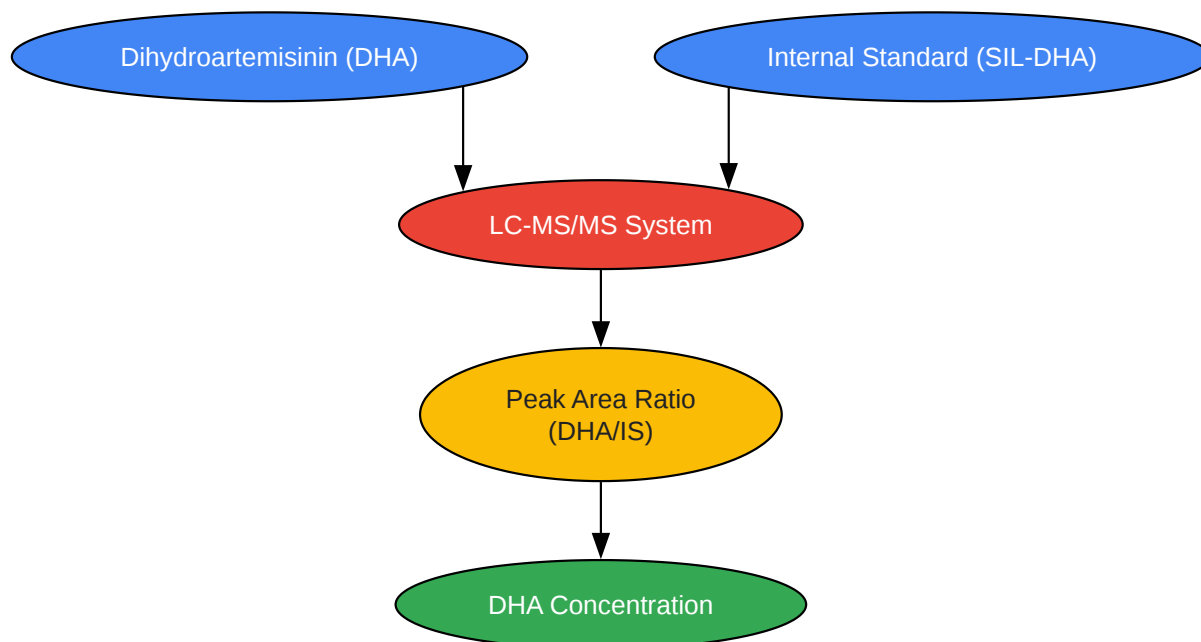 Dihydroartemisinin (DHA)
Internal Standard (SIL-DHA)
LC-MS/MS System
Peak Area Ratio
(DHA/IS)
DHA Concentration